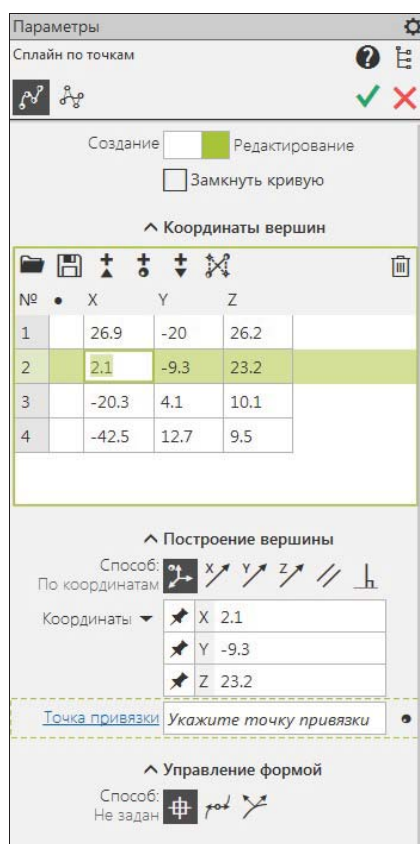 Параметры
Сплайн по точкам
Создание Редактирование
Замкнуть кривую
Координаты вершин
№ X Y Z
1 26.9 -20 26.2
2 2.1 -9.3 23.2
3 -20.3 4.1 10.1
4 -42.5 12.7 9.5
Построение вершины
Способ:
По координатам
X Y Z
Координаты X 2.1
Y -9.3
Z 23.2
Точка привязки Укажите точку привязки
Управление формой
Способ:
Не задан